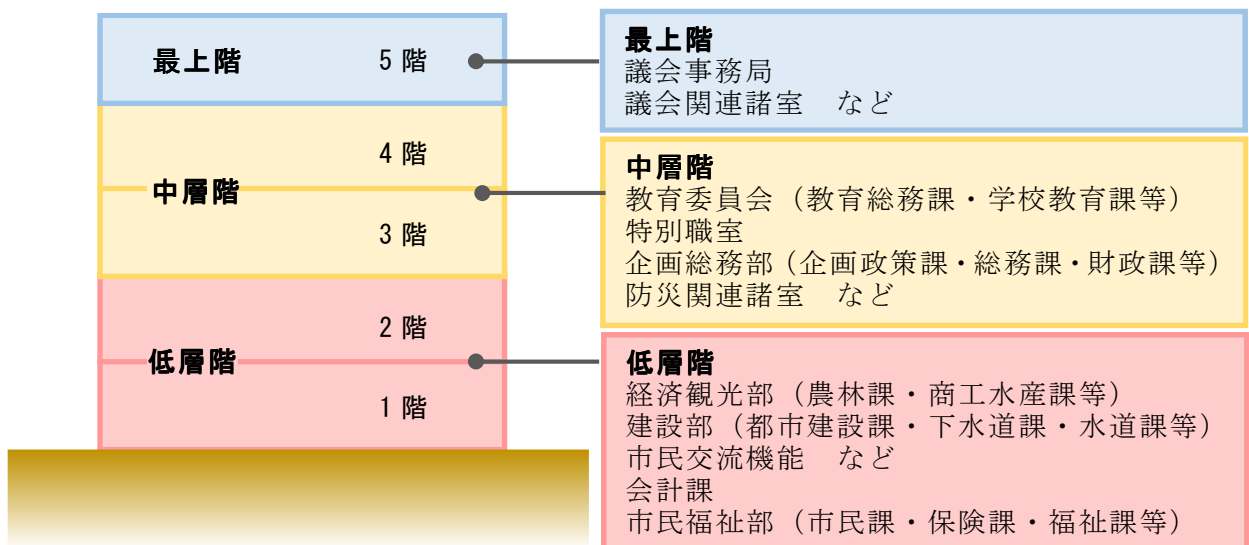 最上階
5 階
4 階
中層階
3 階
2 階
低層階
1 階
最上階
議会事務局
議会関連諸室　など
中層階
教育委員会（教育総務課・学校教育課等）
特別職室
企画総務部（企画政策課・総務課・財政課等）
防災関連諸室　など
低層階
経済観光部（農林課・商工水産課等）
建設部（都市建設課・下水道課・水道課等）
市民交流機能　など
会計課
市民福祉部（市民課・保険課・福祉課等）